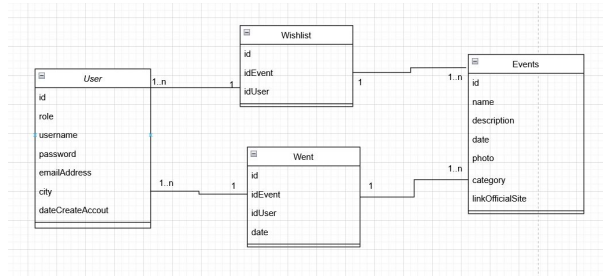 Wishlist
id
idEvent
idUser
User
id
role
username
password
emailAddress
city
dateCreateAccout
Events
id
name
description
date
photo
category
linkOfficialSite
Went
id
idEvent
idUser
date
1..n
1
1
1..n
1..n
1
1
1..n